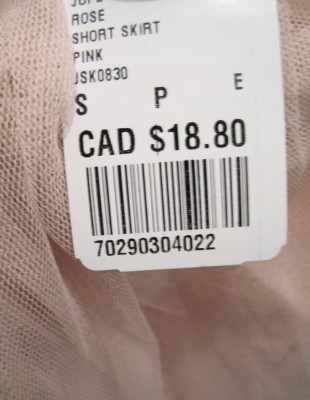 ROSE
SHORT SKIRT
PINK
JSK0830
S P E
CAD $18.80
70290304022